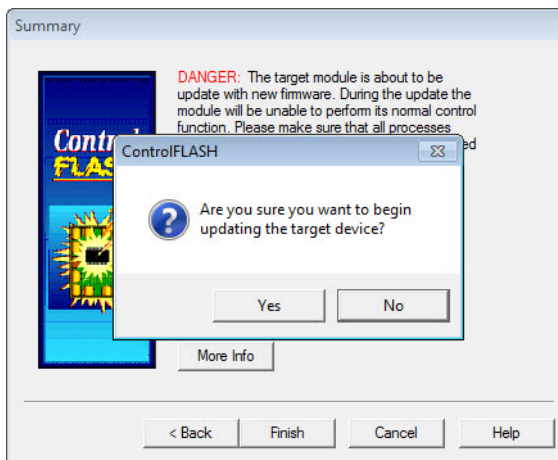 Summary
DANGER: The target module is about to be
update with new firmware. During the update the
module will be unable to perform its normal control
function. Please make sure that all processes
ControlFLASH
Are you sure you want to begin
updating the target device?
Yes
No
More Info
< Back
Finish
Cancel
Help